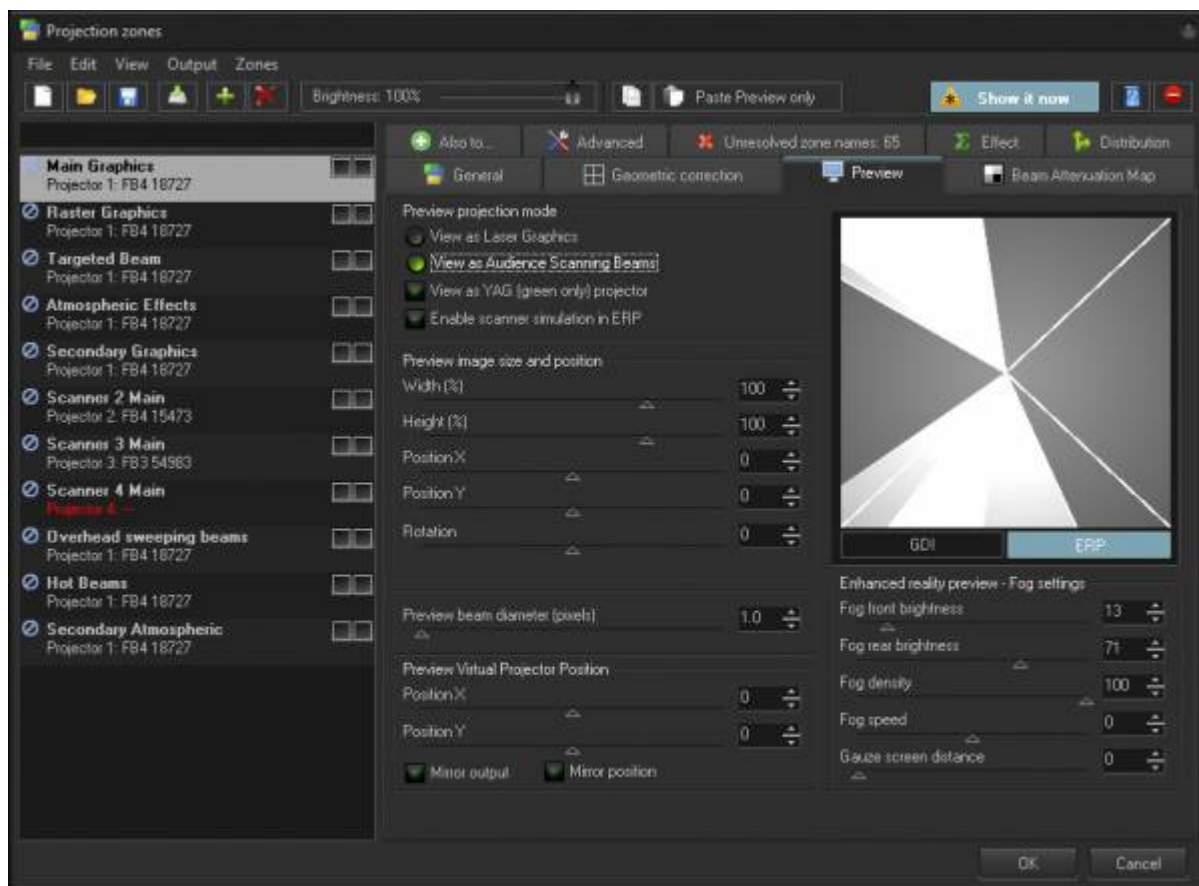 Projection zones
File Edit View Output Zones
Brightness: 100%
Paste Preview only
Show it now
Main Graphics
Projector 1: FB4 18727
Raster Graphics
Projector 1: FB4 18727
Targeted Beam
Projector 1: FB4 18727
Atmospheric Effects
Projector 1: FB4 18727
Secondary Graphics
Projector 1: FB4 18727
Scanner 2 Main
Projector 2: FB4 15473
Scanner 3 Main
Projector 3: FB3 54983
Scanner 4 Main
Projector 4: --
Overhead sweeping beams
Projector 1: FB4 18727
Hot Beams
Projector 1: FB4 18727
Secondary Atmospheric
Projector 1: FB4 18727
Also to... Advanced Unresolved zone names: 65 Effect Distribution
General Geometric correction Preview Beam Attenuation Map
Preview projection mode
View as Laser Graphics
View as Audience Scanning Beams
View as YAG (green only) projector
Enable scanner simulation in ERP
Preview image size and position
Width (%) 100
Height (%) 100
Position X 0
Position Y 0
Rotation 0
Preview beam diameter (pixels) 1.0
Preview Virtual Projector Position
Position X 0
Position Y 0
Mirror output Mirror position
GDI ERP
Enhanced reality preview - Fog settings
Fog front brightness 13
Fog rear brightness 71
Fog density 100
Fog speed 0
Gauze screen distance 0
OK Cancel